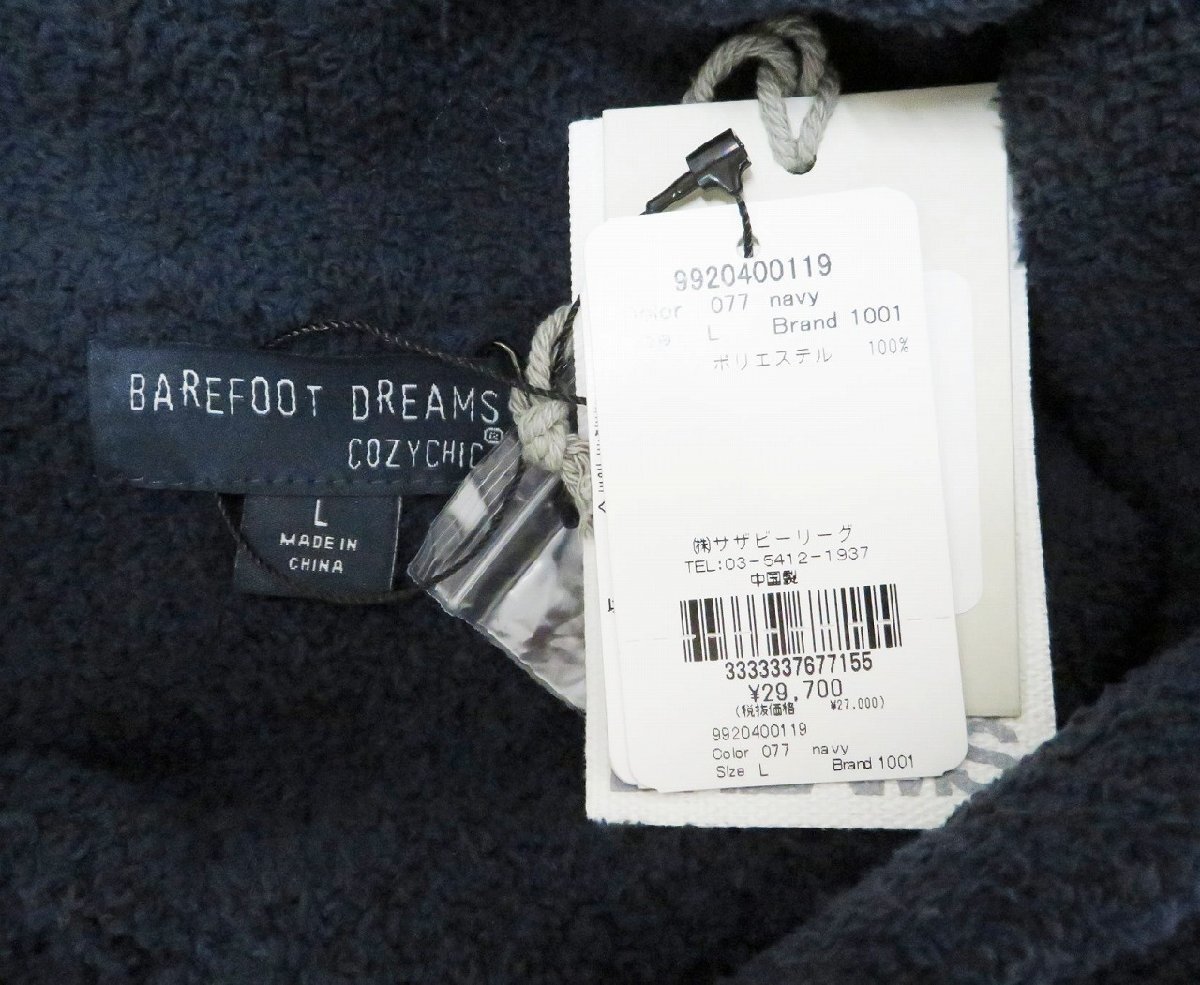 BAREFOOT DREAMS®
COZYCHIC
L
MADE IN
CHINA
9920400119
Color 077 navy
L Brand 1001
ポリエステル 100%
㈱サザビーリーグ
TEL:03-5412-1937
中国製
3333337677155
¥29,700
(税抜価格 ¥27,000)
9920400119
Color 077 navy
Size L Brand 1001